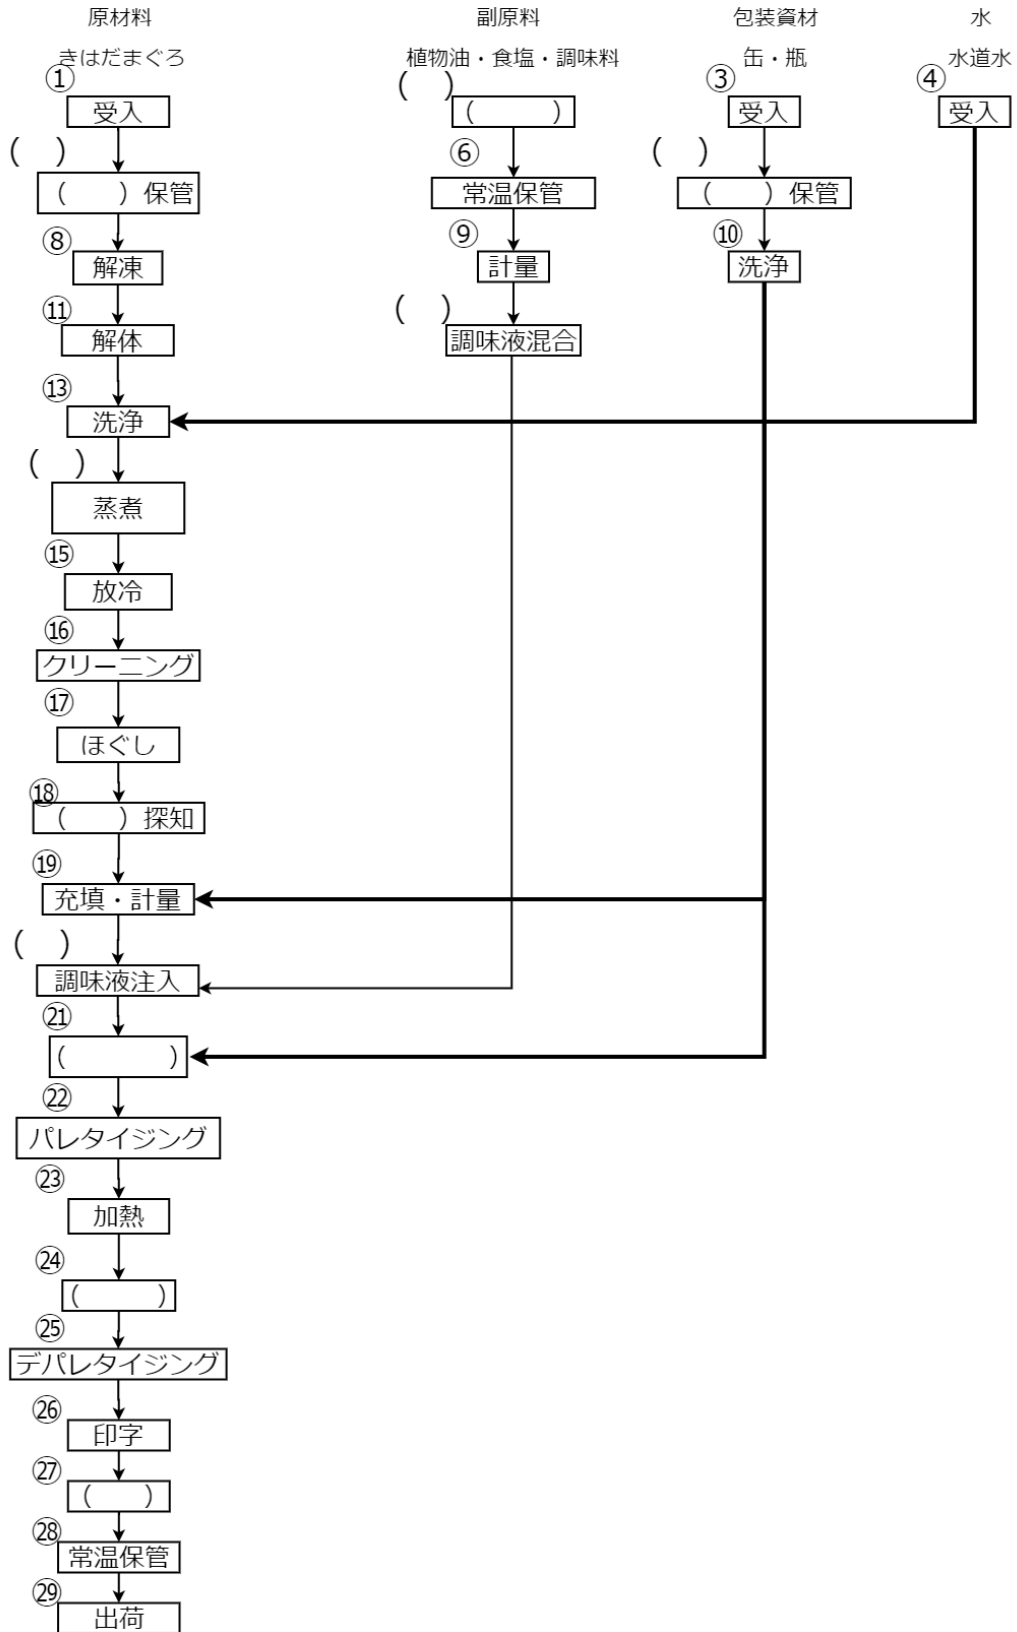 原材料 副原料 包装資材 水
きはだまぐろ 植物油・食塩・調味料 缶・瓶 水道水
① ( ) ③ ④
受入 ( ) 受入 受入
( ) ⑥ ( )
( )保管 常温保管 ( )保管
⑧ ⑨ ⑩
解凍 計量 洗浄
⑪ ( )
解体 調味液混合
⑬
洗浄
( )
蒸煮
⑮
放冷
⑯
クリーニング
⑰
ほぐし
⑱
( )探知
⑲
充填・計量
( )
調味液注入
㉑
( )
㉒
パレタイジング
㉓
加熱
㉔
( )
㉕
デパレタイジング
㉖
印字
㉗
( )
㉘
常温保管
㉙
出荷